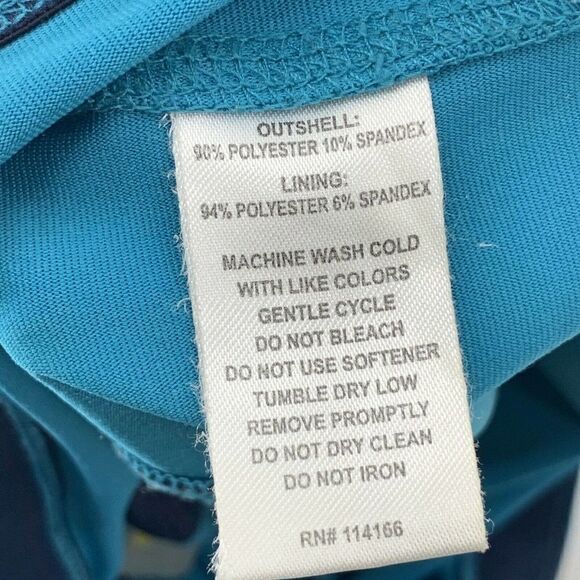 OUTSHELL:
90% POLYESTER 10% SPANDEX
LINING:
94% POLYESTER 6% SPANDEX
MACHINE WASH COLD
WITH LIKE COLORS
GENTLE CYCLE
DO NOT BLEACH
DO NOT USE SOFTENER
TUMBLE DRY LOW
REMOVE PROMPTLY
DO NOT DRY CLEAN
DO NOT IRON
RN# 114166